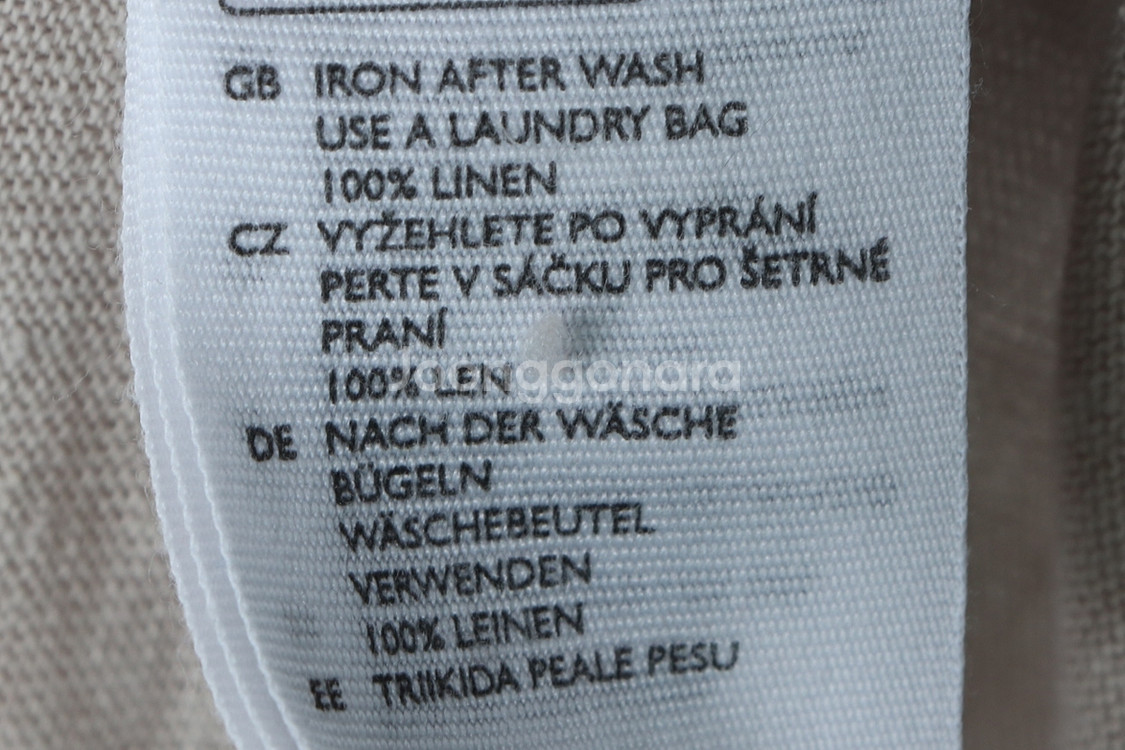 GB IRON AFTER WASH
USE A LAUNDRY BAG
100% LINEN
CZ VYŽEHLETE PO VYPRÁNÍ
PERTE V SÁČKU PRO ŠETRNÉ
PRANÍ
100% LEN
joonggonara
DE NACH DER WÄSCHE
BÜGELN
WÄSCHEBEUTEL
VERWENDEN
100% LEINEN
EE TRIIKIDA PEALE PESU